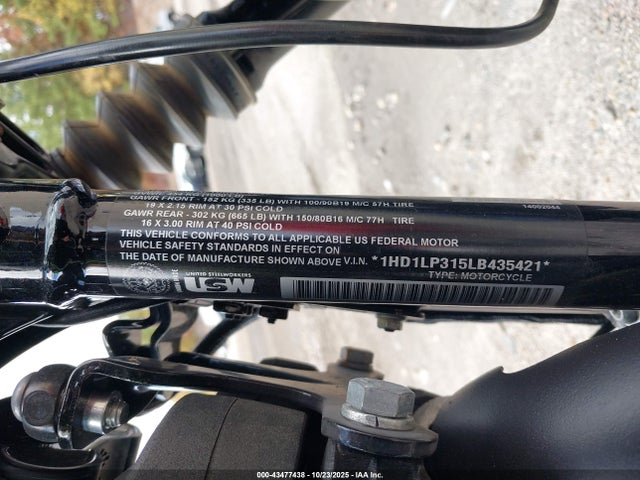 GAWR FRONT - 152 KG (335 LB) WITH 100/90B19 M/C 57H TIRE
19 X 2.15 RIM AT 30 PSI COLD
GAWR REAR - 302 KG (665 LB) WITH 150/80B16 M/C 77H TIRE
16 X 3.00 RIM AT 40 PSI COLD
THIS VEHICLE CONFORMS TO ALL APPLICABLE US FEDERAL MOTOR
VEHICLE SAFETY STANDARDS IN EFFECT ON
THE DATE OF MANUFACTURE SHOWN ABOVE V.I.N. *1HD1LP315LB435421*
TYPE: MOTORCYCLE
UNITED STEELWORKERS
USW
000-43477438 - 10/23/2025 - IAA Inc.